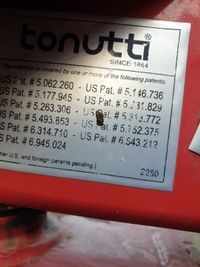 tonutti®
SINCE 1864
This machine is covered by one or more of the following patents:
US Pat. # 5.062.260 - US Pat. # 5.146.736
US Pat. # 5.177.945 - US Pat. #
US Pat. # 5.263.306 - US Pat. #
US Pat. # 5.493.853 - US Pat. # 5.752.375
S Pat. # 6.314.710 - US Pat. # 6.543.212
S Pat. # 6.945.024
her U.S. and foreign patents pending)
2250